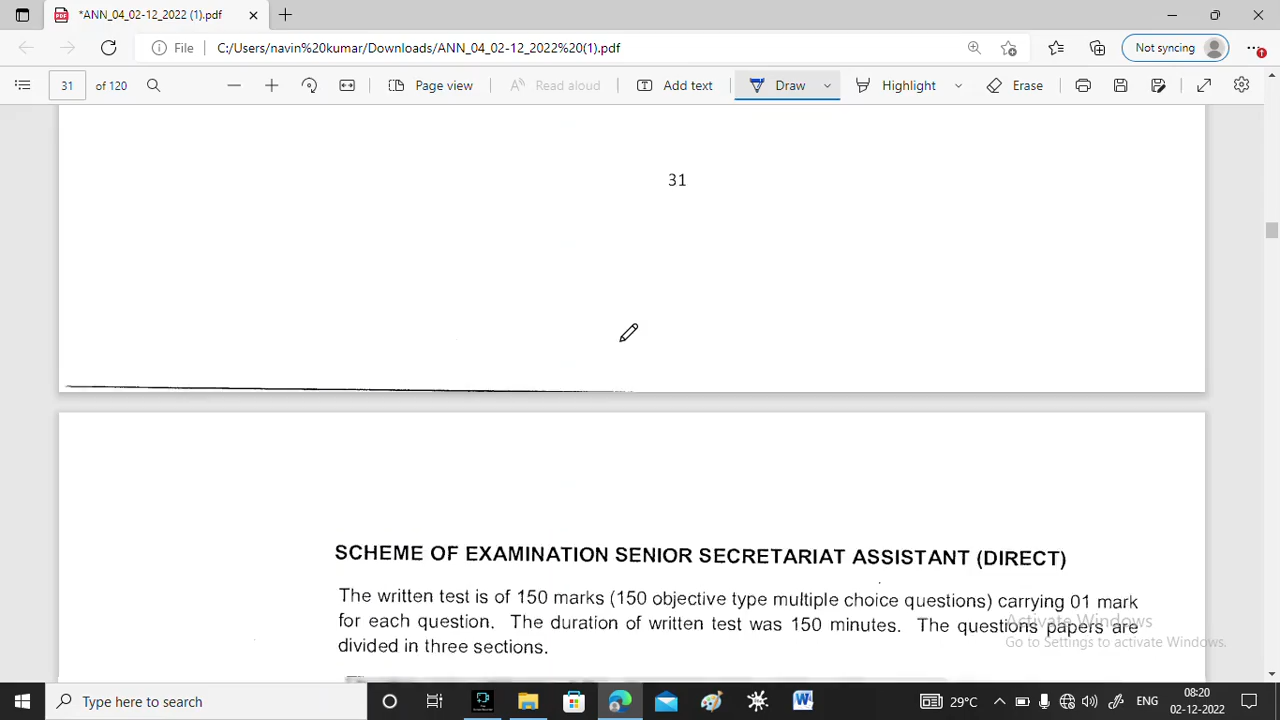 *ANN_04_02-12_2022 (1).pdf
File C:/Users/navin%20kumar/Downloads/ANN_04_02-12_2022%20(1).pdf Not syncing
31 of 120 Page view Read aloud Add text Draw Highlight Erase
31
SCHEME OF EXAMINATION SENIOR SECRETARIAT ASSISTANT (DIRECT)
The written test is of 150 marks (150 objective type multiple choice questions) carrying 01 mark
for each question. The duration of written test was 150 minutes. The questions papers are
divided in three sections.
Activate Windows
Go to Settings to activate Windows.
Type here to search 29°C ENG 08:20
02-12-2022